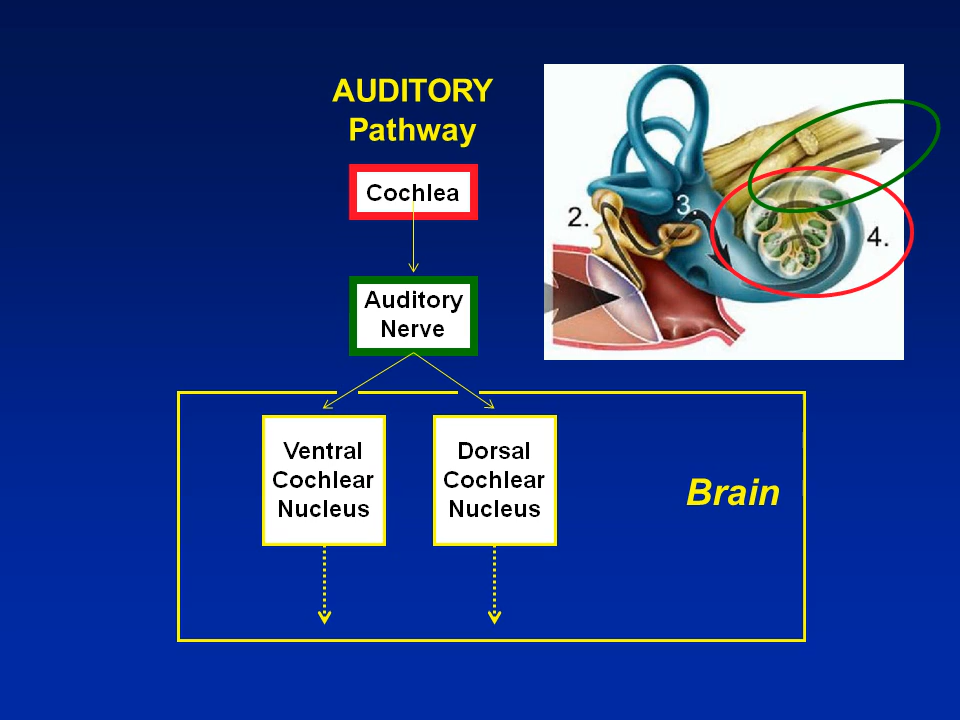 AUDITORY
Pathway
Cochlea
2.
3.
4.
Auditory
Nerve
Ventral
Cochlear
Nucleus
Dorsal
Cochlear
Nucleus
Brain